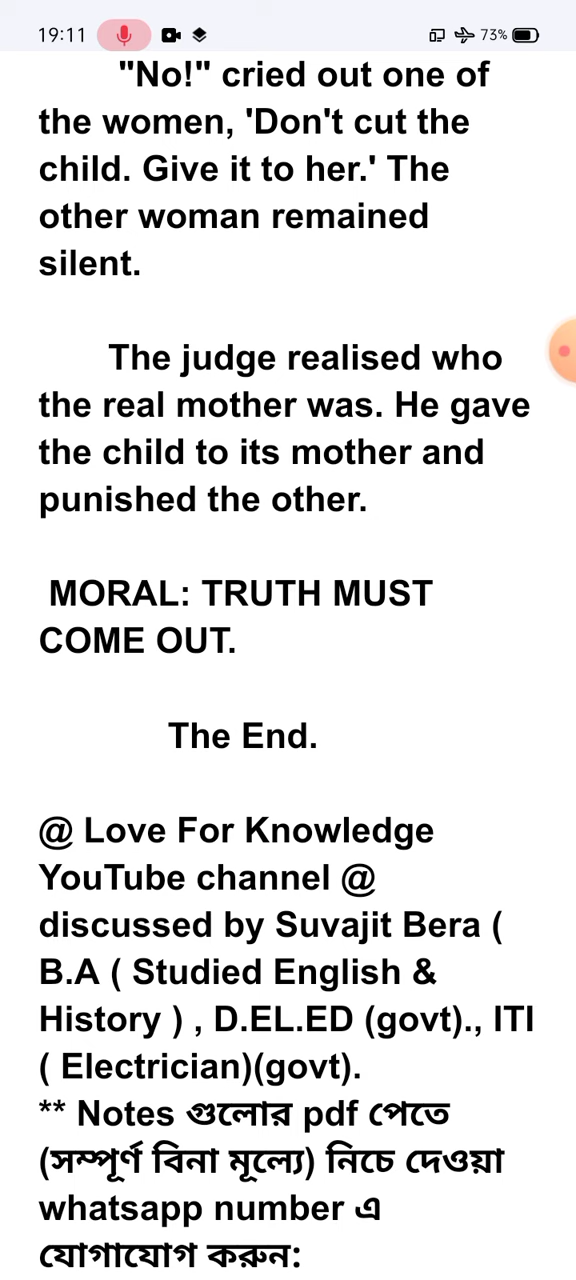 19:11
73%
"No!" cried out one of
the women, 'Don't cut the
child. Give it to her.' The
other woman remained
silent.
The judge realised who
the real mother was. He gave
the child to its mother and
punished the other.
MORAL: TRUTH MUST
COME OUT.
The End.
@ Love For Knowledge
YouTube channel @
discussed by Suvajit Bera (
B.A ( Studied English &
History ) , D.EL.ED (govt)., ITI
( Electrician)(govt).
** Notes গুলোর pdf পেতে
(সম্পূর্ণ বিনা মূল্যে) নিচে দেওয়া
whatsapp number এ
যোগাযোগ করুন: